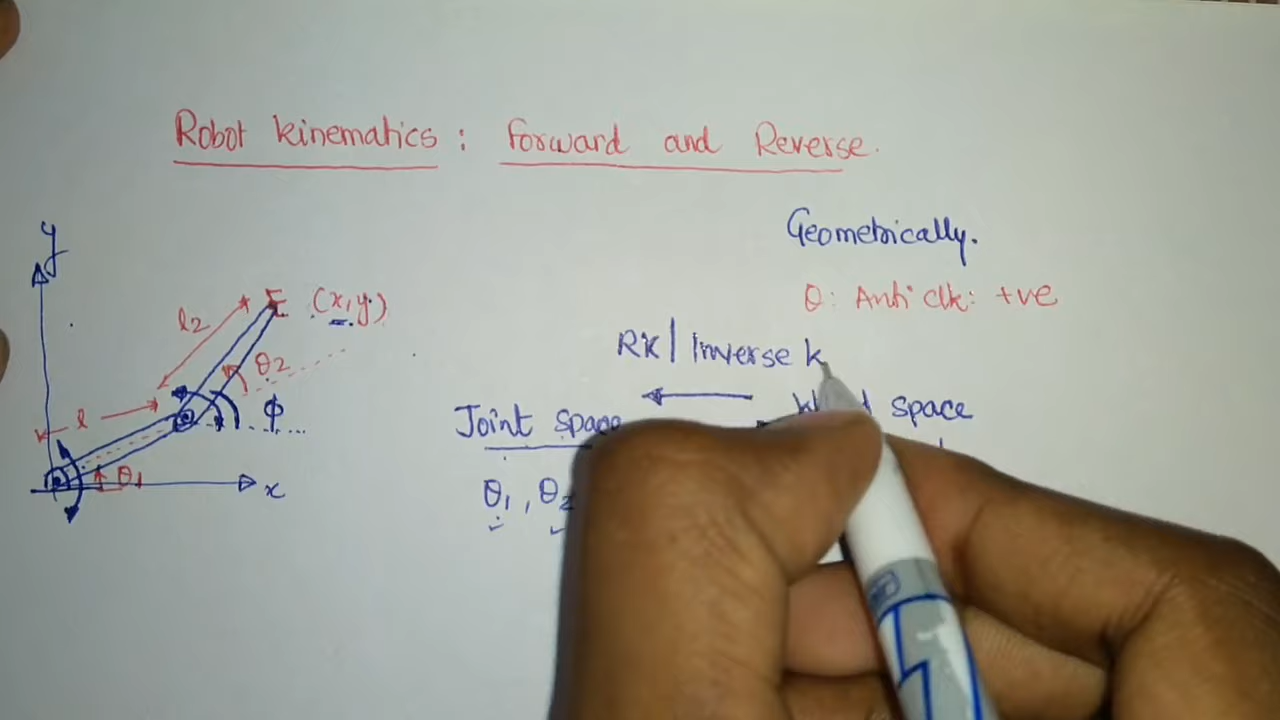 Robot kinematics : Forward and Reverse.
Geometrically.
y
l2
(x,y)
θ: Anti clk: +ve
θ2
RK | Inverse k
l
ϕ
Joint space
space
θ1
x
θ1, θ2